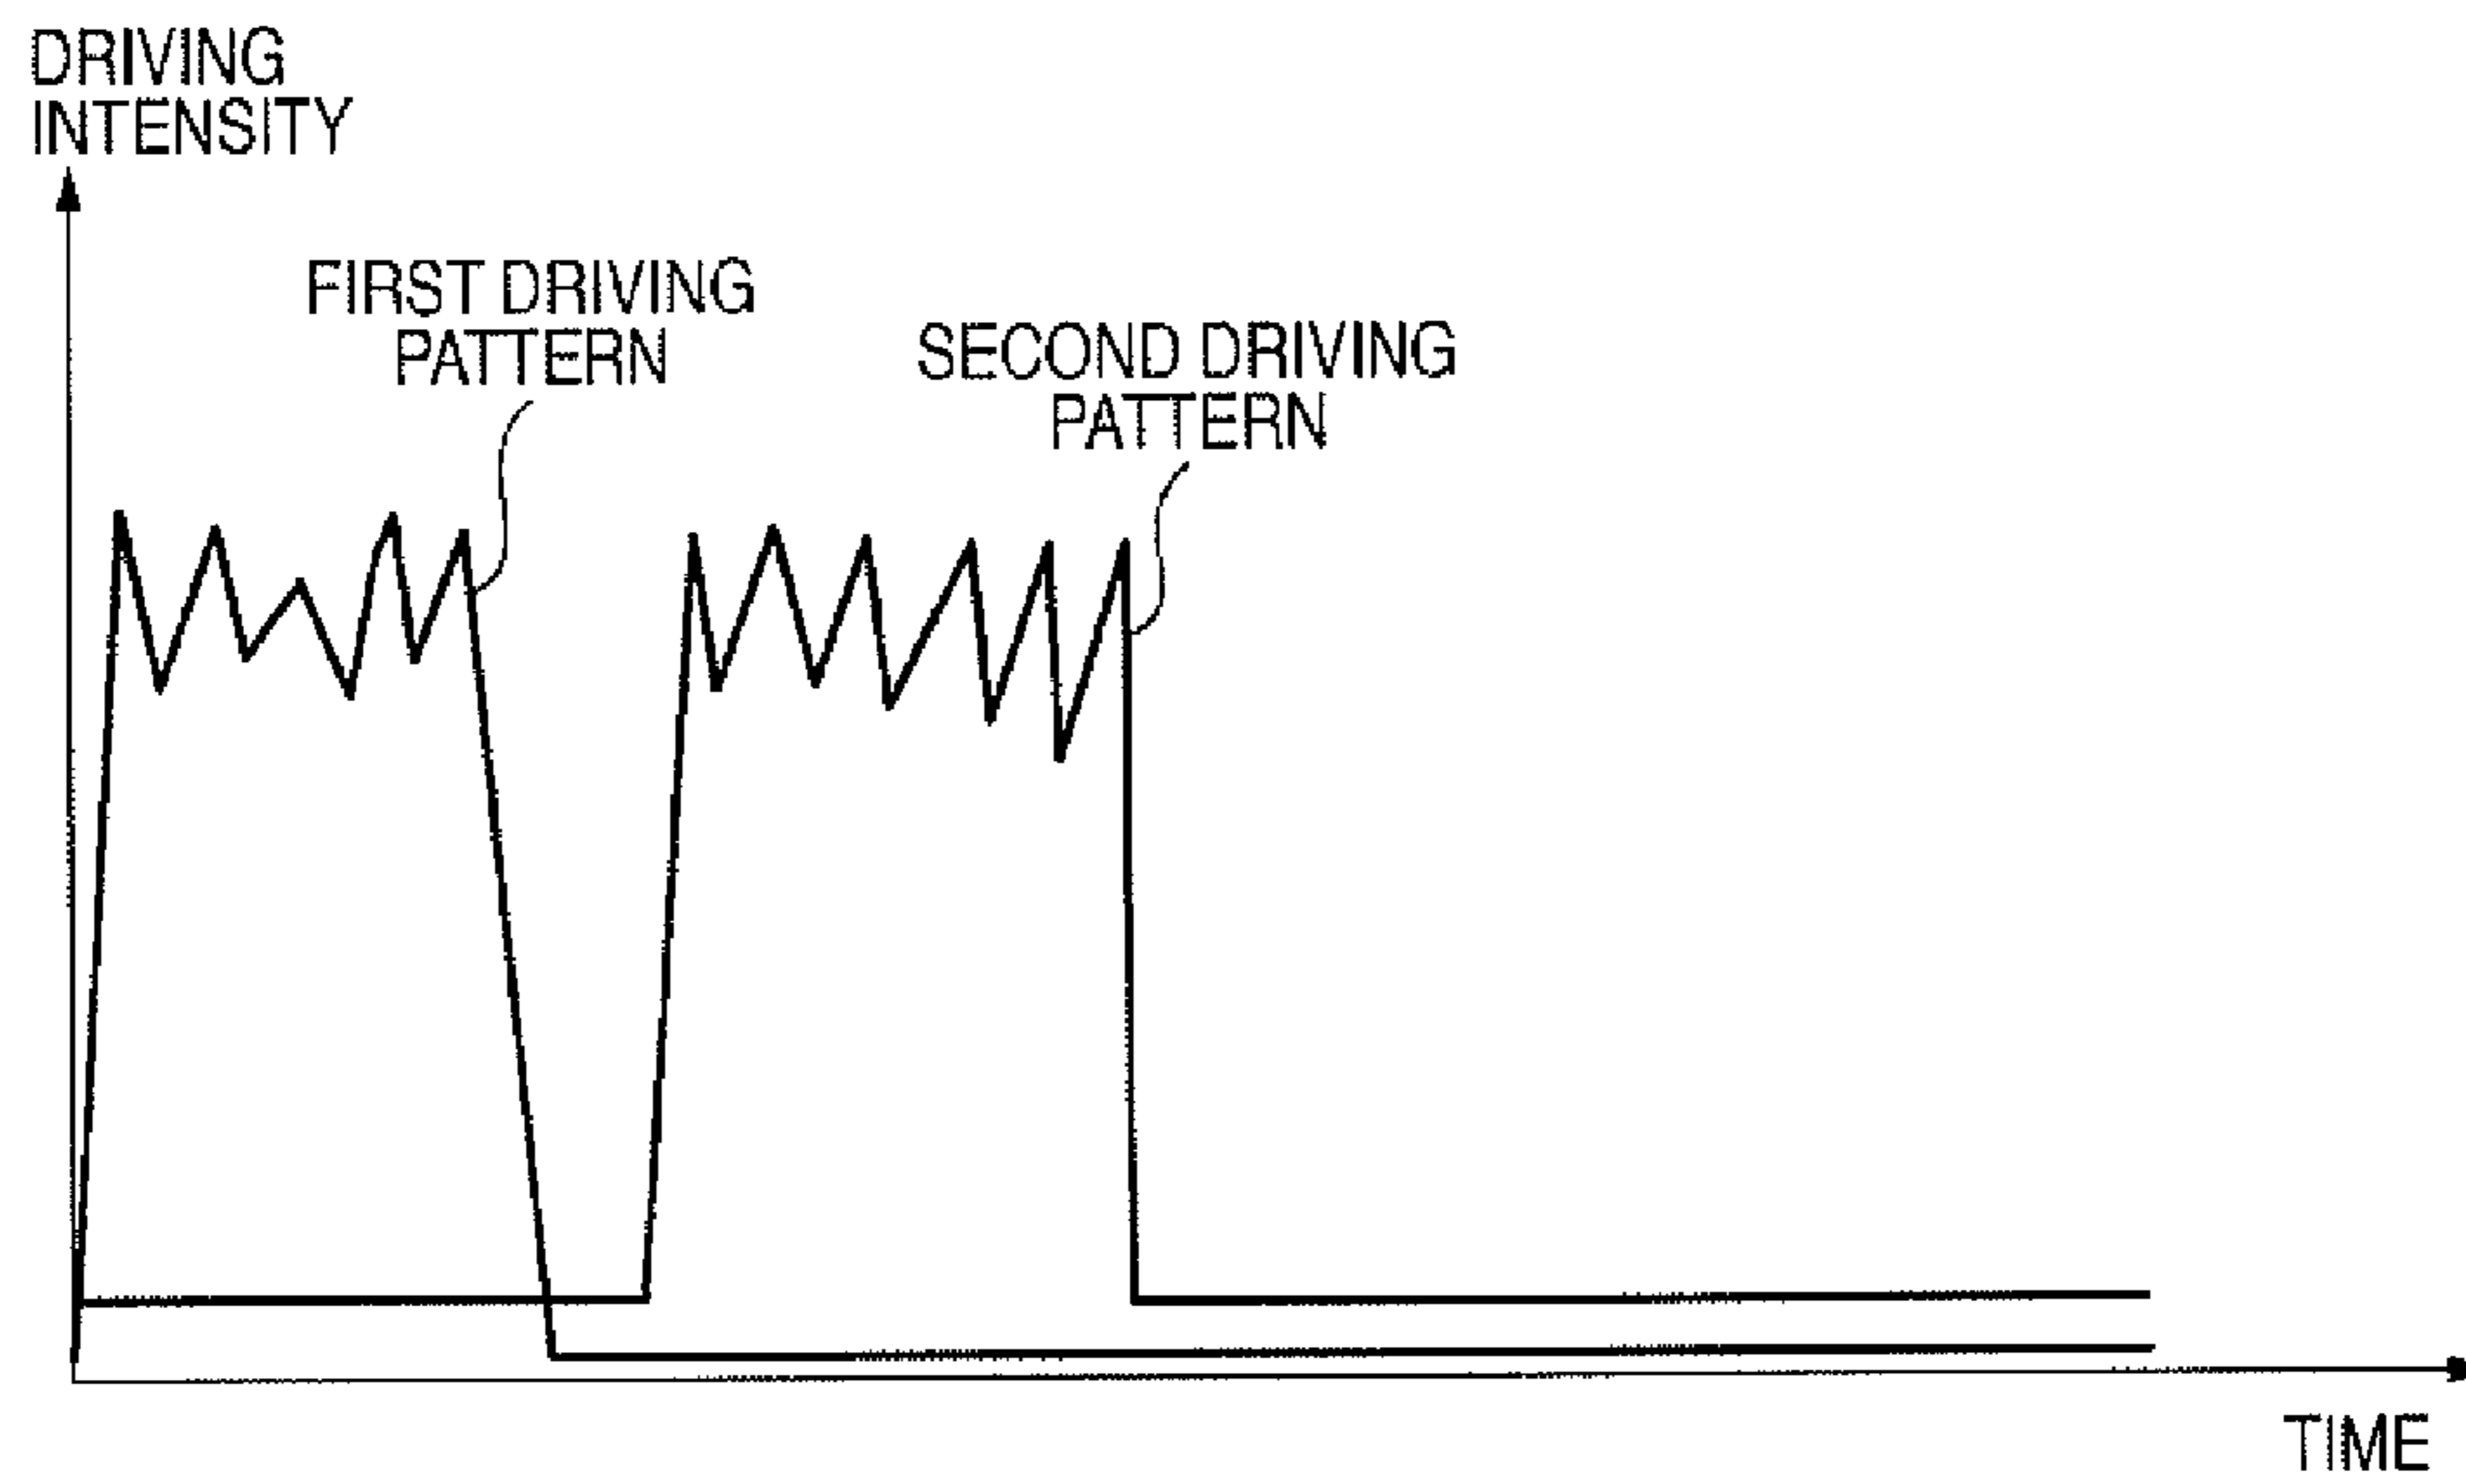 DRIVING
INTENSITY
FIRST DRIVING
PATTERN
SECOND DRIVING
PATTERN
TIME